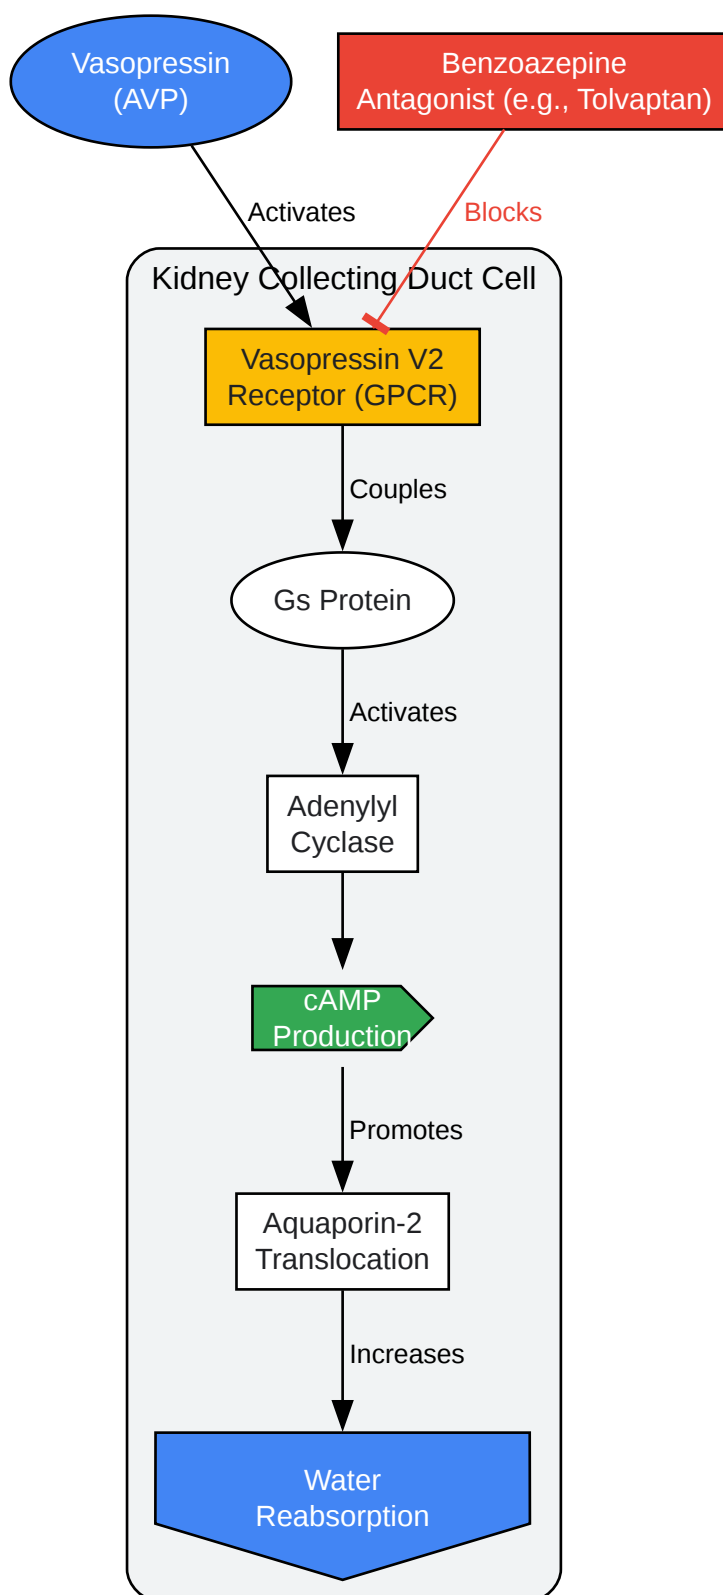 Vasopressin
(AVP)
Benzoazepine
Antagonist (e.g., Tolvaptan)
Activates
Blocks
Kidney Collecting Duct Cell
Vasopressin V2
Receptor (GPCR)
Couples
Gs Protein
Activates
Adenylyl
Cyclase
cAMP
Production
Promotes
Aquaporin-2
Translocation
Increases
Water
Reabsorption